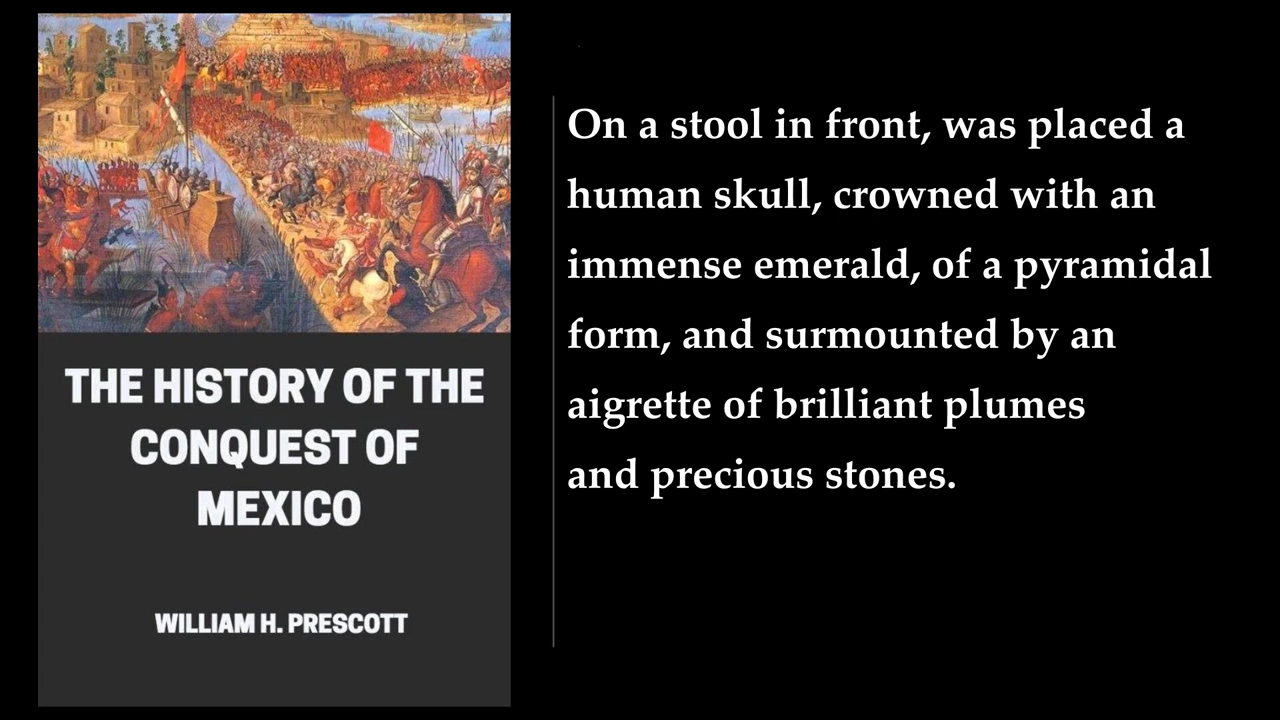 THE HISTORY OF THE
CONQUEST OF
MEXICO
WILLIAM H. PRESCOTT
On a stool in front, was placed a
human skull, crowned with an
immense emerald, of a pyramidal
form, and surmounted by an
aigrette of brilliant plumes
and precious stones.